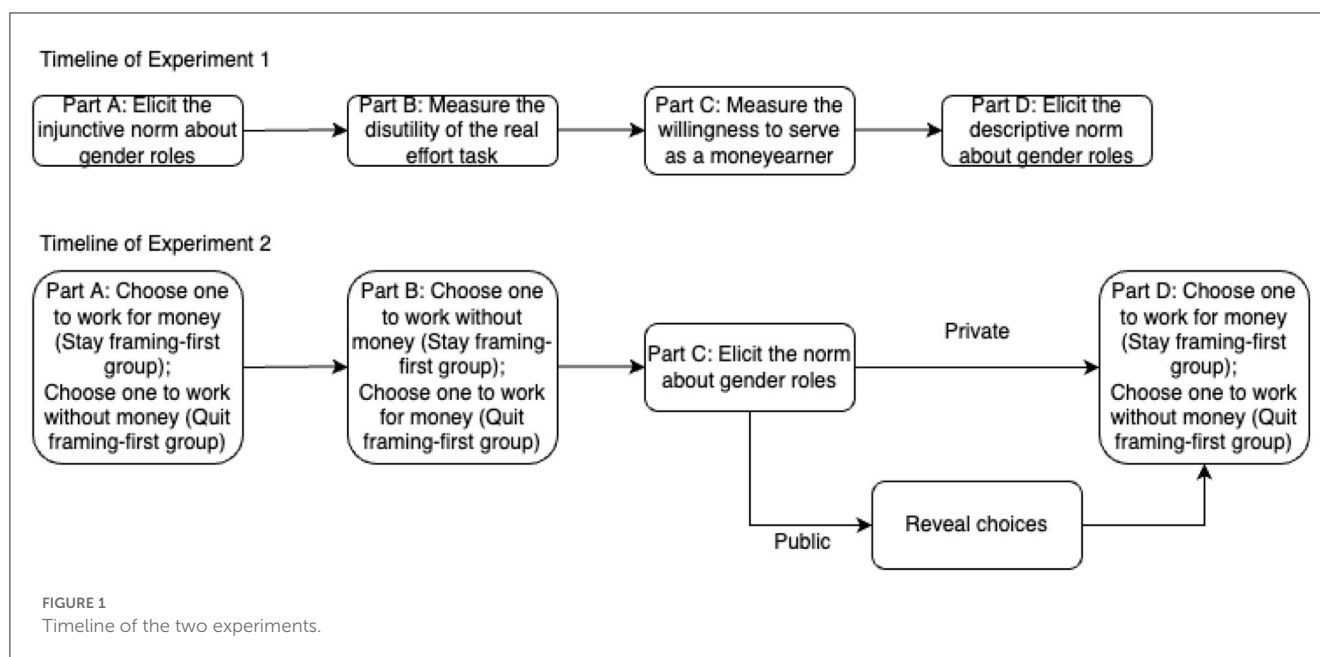 Timeline of Experiment 1
Part A: Elicit the
injunctive norm about
gender roles
Part B: Measure the
disutility of the real
effort task
Part C: Measure the
willingness to serve
as a moneyearner
Part D: Elicit the
descriptive norm
about gender roles
Timeline of Experiment 2
Part A: Choose one
to work for money
(Stay framing-first
group);
Choose one to work
without money (Quit
framing-first group)
Part B: Choose one
to work without
money (Stay framing-
first group);
Choose one to work
for money (Quit
framing-first group)
Part C: Elicit the norm
about gender roles
Private
Part D: Choose one
to work for money
(Stay framing-first
group);
Choose one to work
without money (Quit
framing-first group)
Public
Reveal choices
FIGURE 1
Timeline of the two experiments.